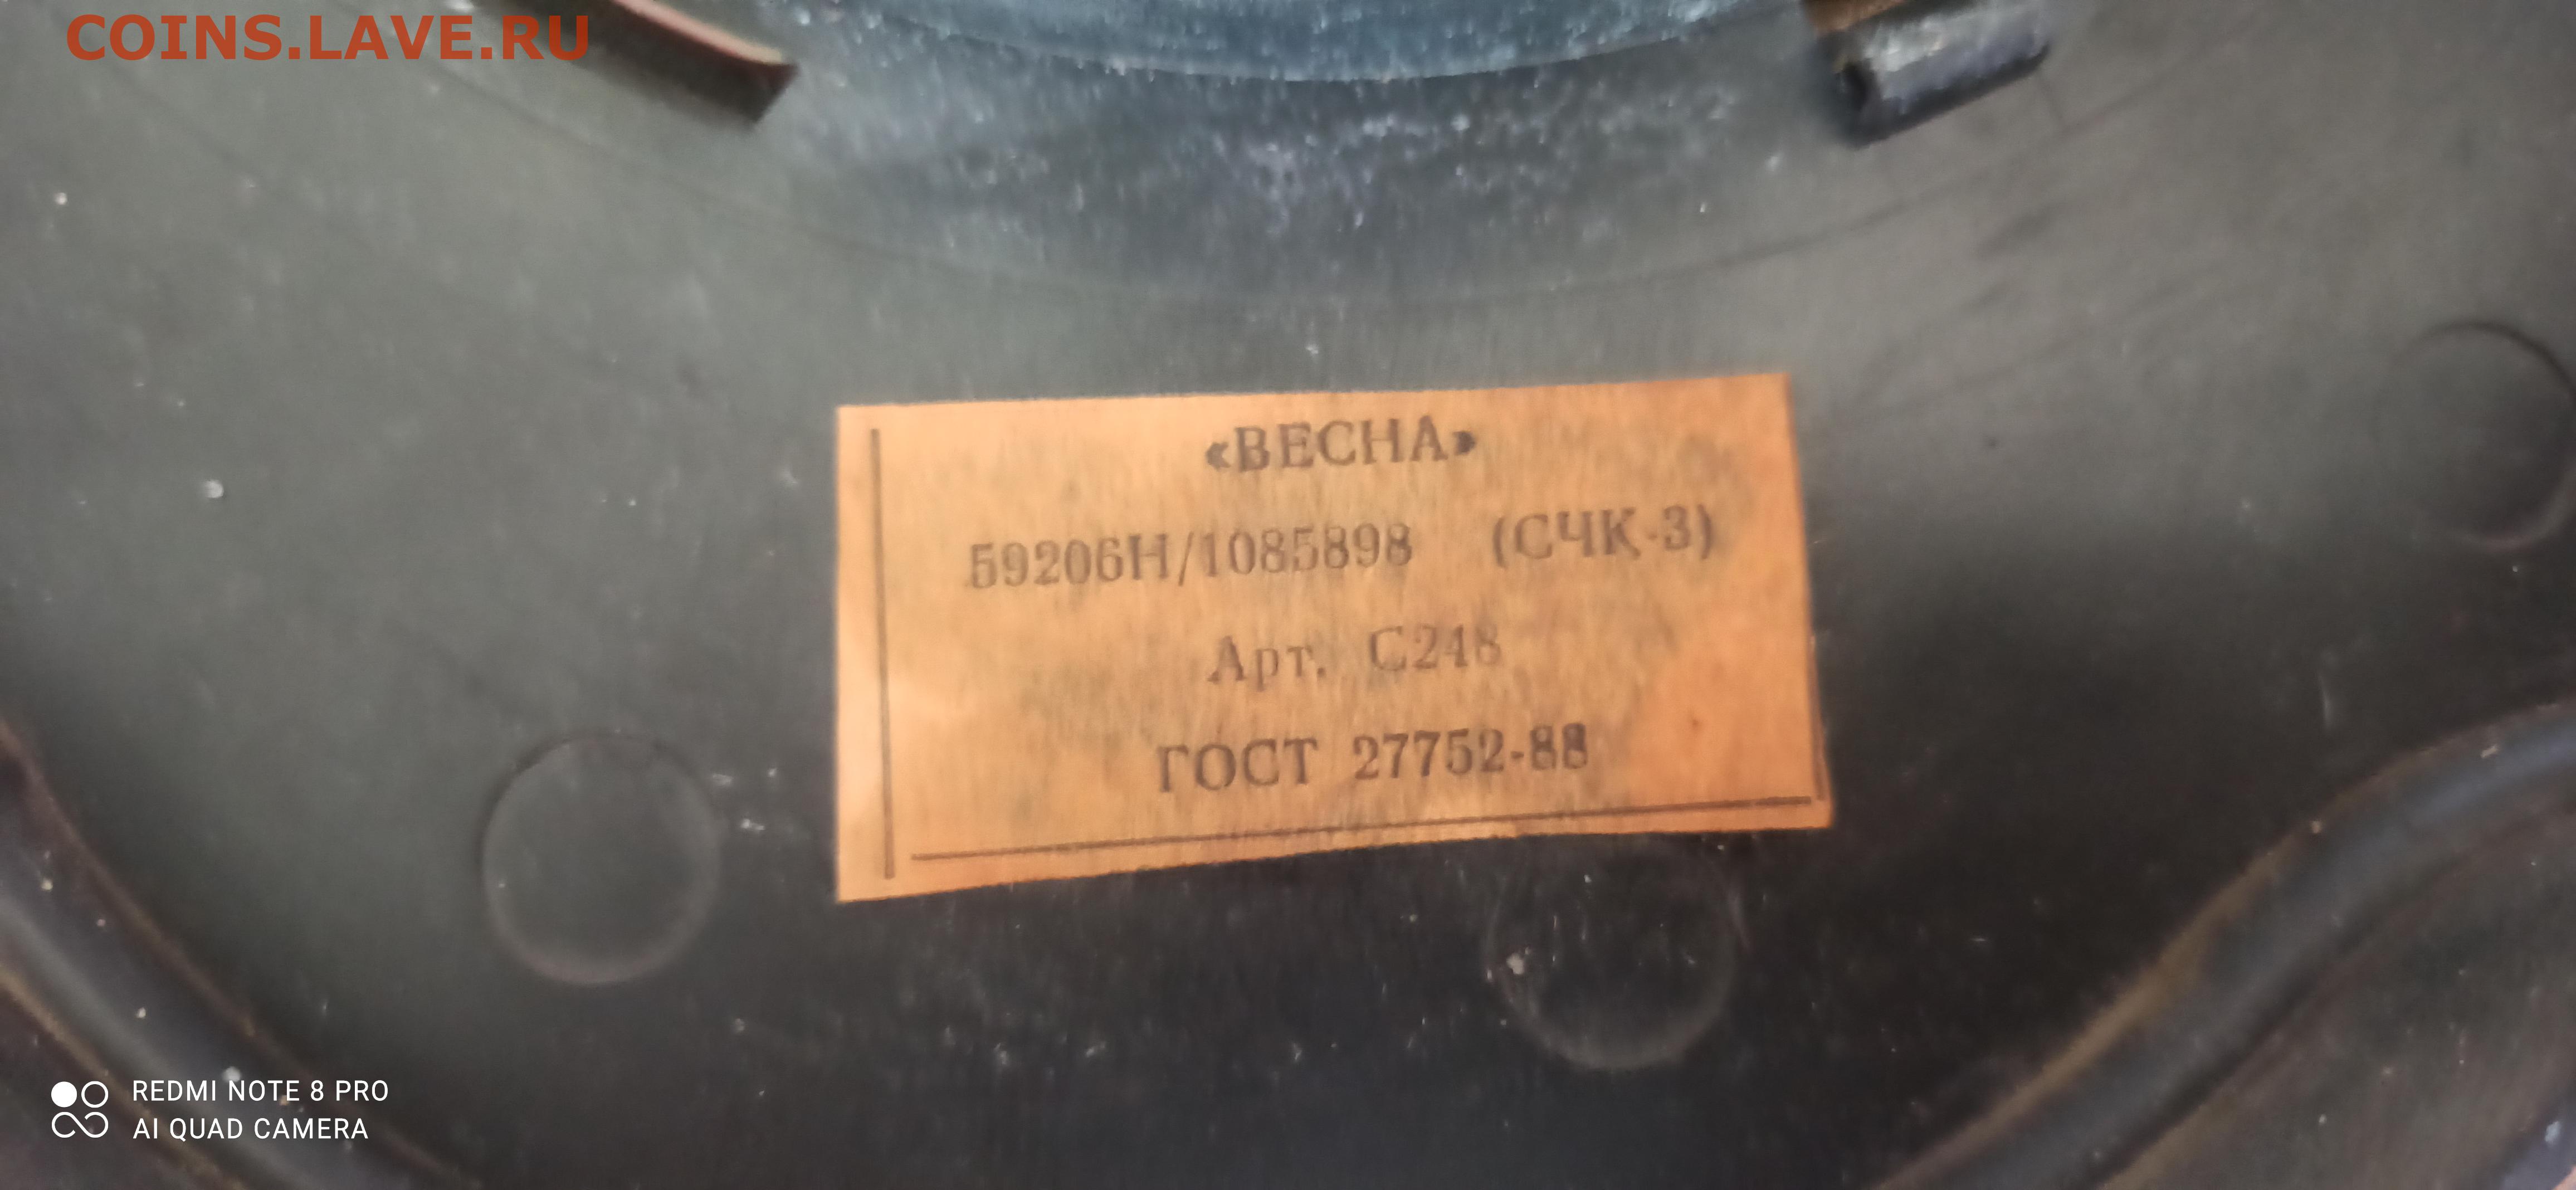 COINS.LAVE.RU
«ВЕСНА»
59206Н/1085898 (СЧК-3)
Арт. С248
ГОСТ 27752-88
REDMI NOTE 8 PRO
AI QUAD CAMERA